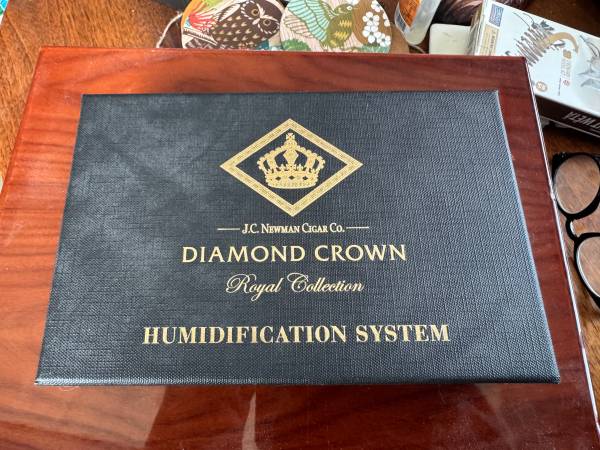 J.C. Newman Cigar Co.
DIAMOND CROWN
Royal Collection
HUMIDIFICATION SYSTEM